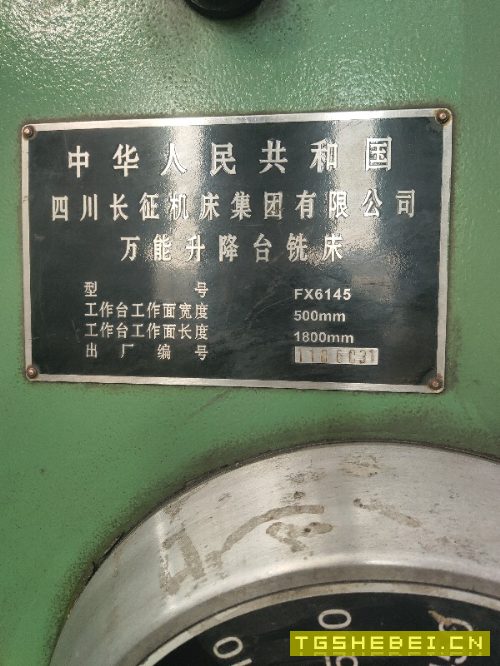 中华人民共和国
四川长征机床集团有限公司
万能升降台铣床
型号 FX6145
工作台工作面宽度 500mm
工作台工作面长度 1800mm
出厂编号
TGSHEBEI.CN